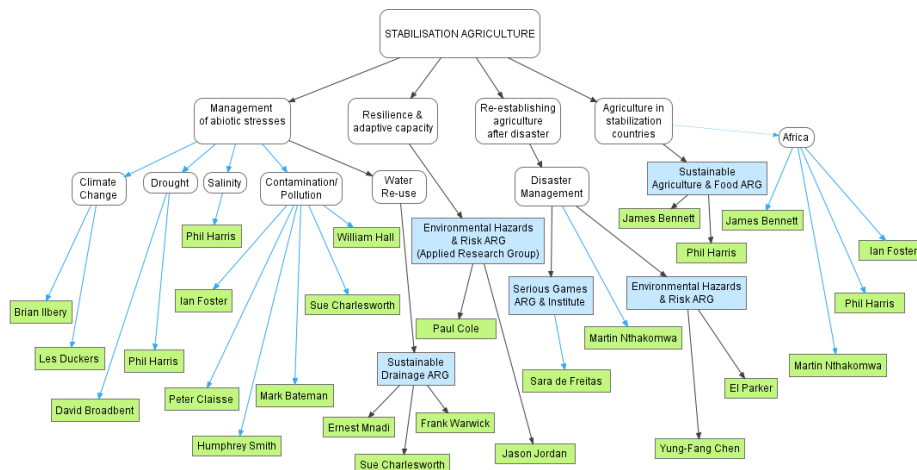 STABILISATION AGRICULTURE
Management
of abiotic stresses
Resilience &
adaptive capacity
Re-establishing
agriculture
after disaster
Agriculture in
stabilization
countries
Africa
Climate
Change
Drought
Salinity
Contamination/
Pollution
Water
Re-use
Disaster
Management
Sustainable
Agriculture & Food ARG
James Bennett
James Bennett
Phil Harris
William Hall
Environmental Hazards
& Risk ARG
(Applied Research Group)
Phil Harris
Ian Foster
Brian Ilbery
Ian Foster
Sue Charlesworth
Serious Games
ARG & Institute
Environmental Hazards
& Risk ARG
Phil Harris
Paul Cole
Martin Nthakomwa
Les Duckers
Phil Harris
Sustainable
Drainage ARG
Martin Nthakomwa
Sara de Freitas
El Parker
David Broadbent
Peter Claisse
Mark Bateman
Ernest Mnadi
Frank Warwick
Humphrey Smith
Sue Charlesworth
Jason Jordan
Yung-Fang Chen